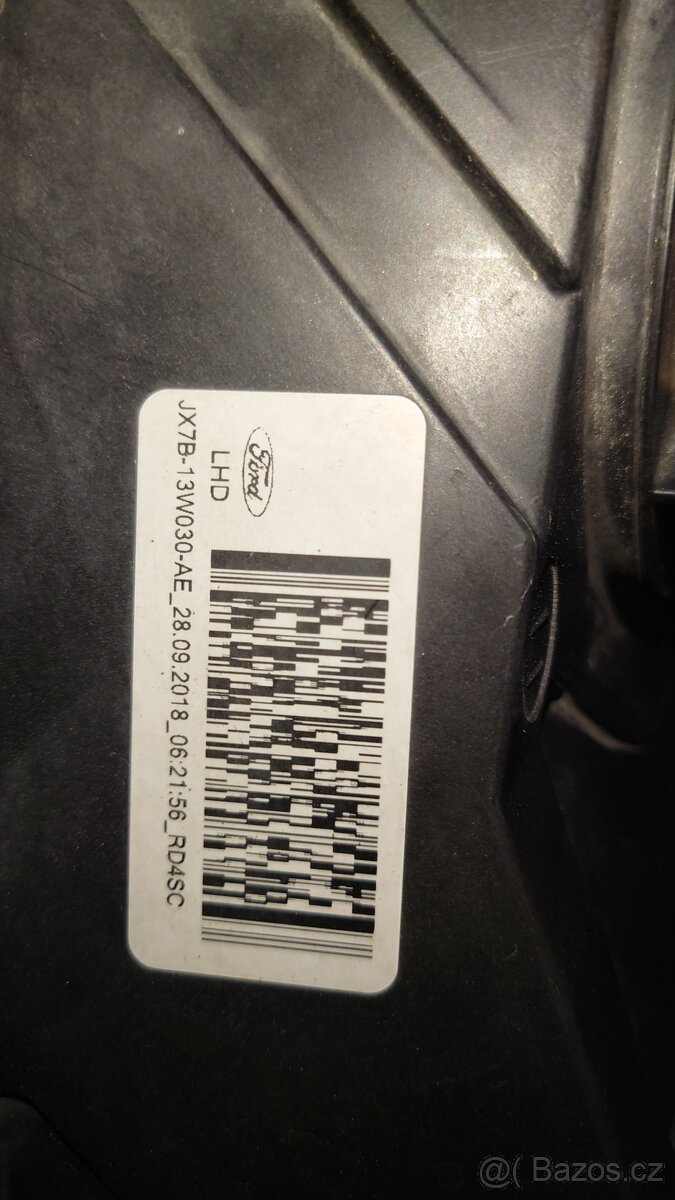 Ford
LHD
JX7B-13W030-AE_28.09.2018_06:21:56_RD4SC
@( Bazos.cz